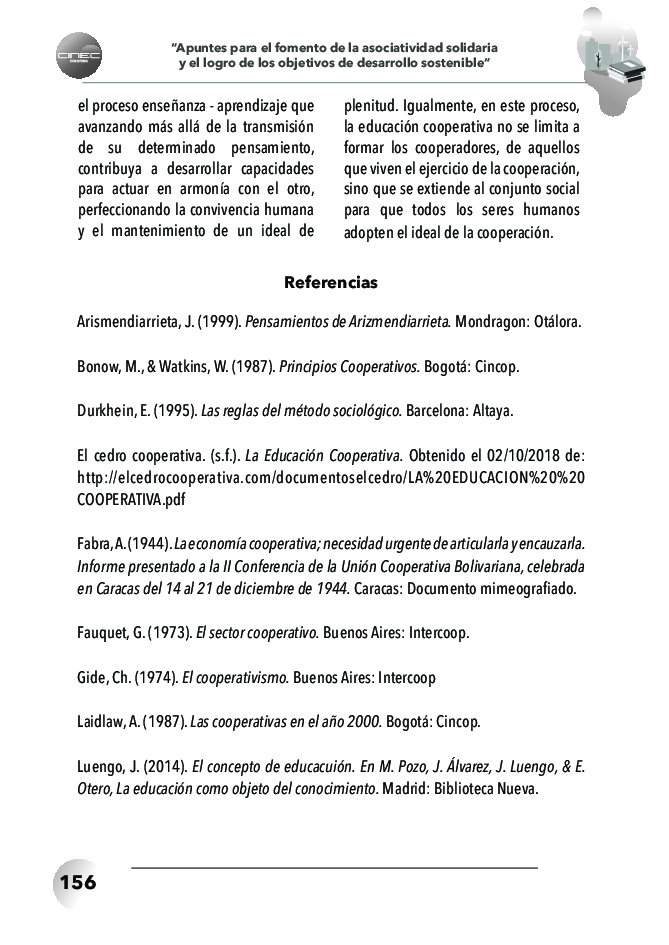 CINEC
COLOMBIA
“Apuntes para el fomento de la asociatividad solidaria
y el logro de los objetivos de desarrollo sostenible”
el proceso enseñanza - aprendizaje que
avanzando más allá de la transmisión
de su determinado pensamiento,
contribuya a desarrollar capacidades
para actuar en armonía con el otro,
perfeccionando la convivencia humana
y el mantenimiento de un ideal de
plenitud. Igualmente, en este proceso,
la educación cooperativa no se limita a
formar los cooperadores, de aquellos
que viven el ejercicio de la cooperación,
sino que se extiende al conjunto social
para que todos los seres humanos
adopten el ideal de la cooperación.
Referencias
Arismendiarrieta, J. (1999). Pensamientos de Arizmendiarreta. Mondragon: Otálora.
Bonow, M., & Watkins, W. (1987). Principios Cooperativos. Bogotá: Cincop.
Durkhein, E. (1995). Las reglas del método sociológico. Barcelona: Altaya.
El cedro cooperativa. (s.f.). La Educación Cooperativa. Obtenido el 02/10/2018 de:
http://elcedrocooperativa.com/documentoselcedro/LA%20EDUCACION%20%20
COOPERATIVA.pdf
Fabra, A. (1944). La economía cooperativa; necesidad urgente de articularla y encauzarla.
Informe presentado a la II Conferencia de la Unión Cooperativa Bolivariana, celebrada
en Caracas del 14 al 21 de diciembre de 1944. Caracas: Documento mimeografiado.
Fauquet, G. (1973). El sector cooperativo. Buenos Aires: Intercoop.
Gide, Ch. (1974). El cooperativismo. Buenos Aires: Intercoop
Laidlaw, A. (1987). Las cooperativas en el año 2000. Bogotá: Cincop.
Luengo, J. (2014). El concepto de educacuión. En M. Pozo, J. Álvarez, J. Luengo, & E.
Otero, La educación como objeto del conocimiento. Madrid: Biblioteca Nueva.
156